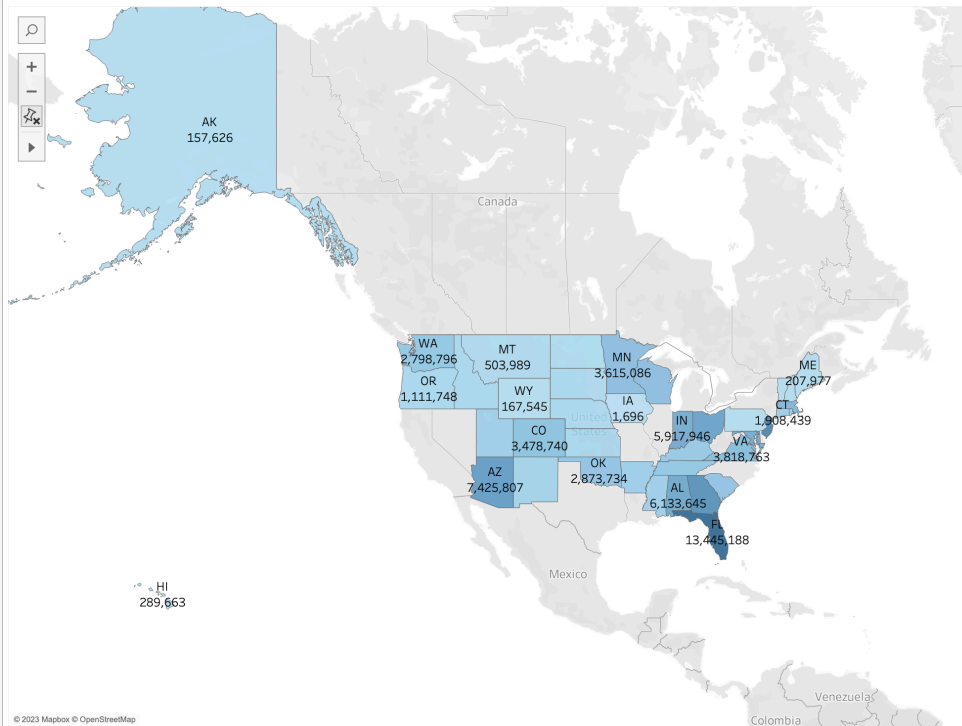 AK
157,626
Canada
WA
2,798,796
MT
503,989
MN
3,615,086
ME
207,977
OR
1,111,748
WY
167,545
IA
1,696
CT
1,908,439
United
States
IN
5,917,946
CO
3,478,740
VA
3,818,763
AZ
7,425,807
OK
2,873,734
AL
6,133,645
FL
13,445,188
Mexico
HI
289,663
Venezuela
Colombia
© 2023 Mapbox © OpenStreetMap